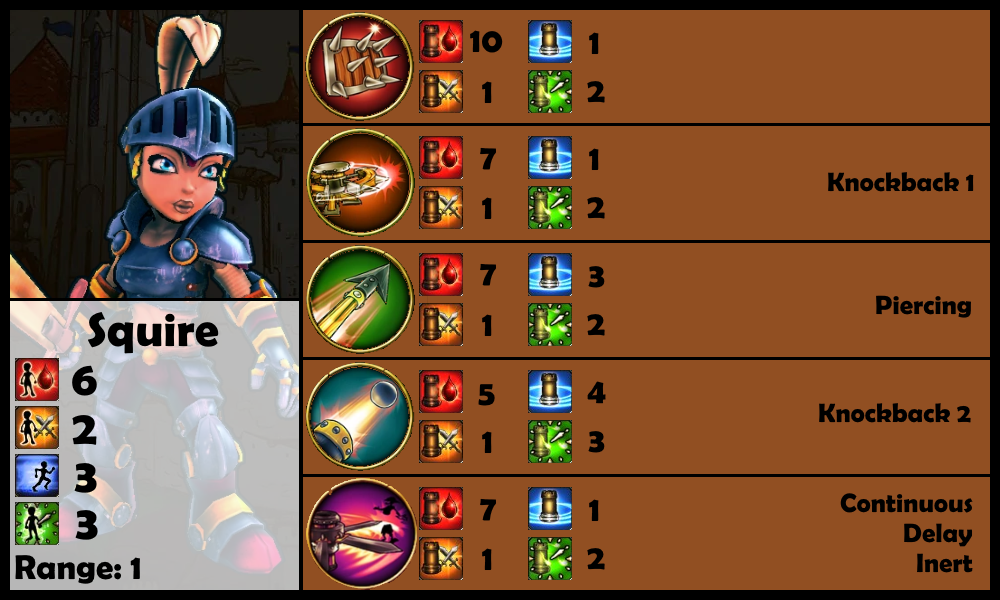 Squire
6
2
3
3
Range: 1
10 1
1 2
7 1
1 2
Knockback 1
7 3
1 2
Piercing
5 4
1 3
Knockback 2
7 1
1 2
Continuous
Delay
Inert